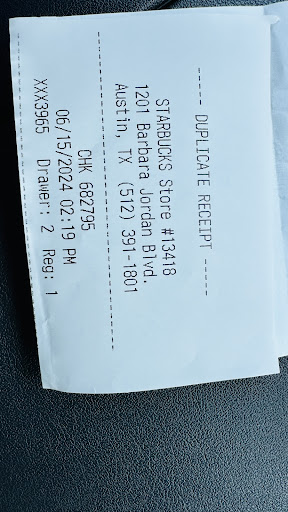 ----- DUPLICATE RECEIPT -----
STARBUCKS Store #13418
1201 Barbara Jordan Blvd.
Austin, TX (512) 391-1801
CHK 682795
06/15/2024 02:19 PM
XXX3965 Drawer: 2 Reg: 1